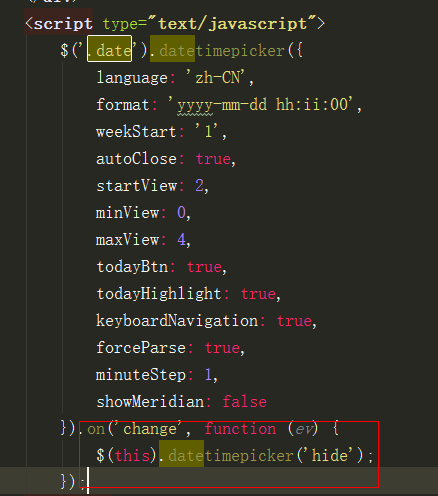 </div>
<script type="text/javascript">
$('.date').datetimepicker({
language: 'zh-CN',
format: 'yyyy-mm-dd hh:ii:00',
weekStart: '1',
autoClose: true,
startView: 2,
minView: 0,
maxView: 4,
todayBtn: true,
todayHighlight: true,
keyboardNavigation: true,
forceParse: true,
minuteStep: 1,
showMeridian: false
}).on('change', function (ev) {
$(this).datetimepicker('hide');
});